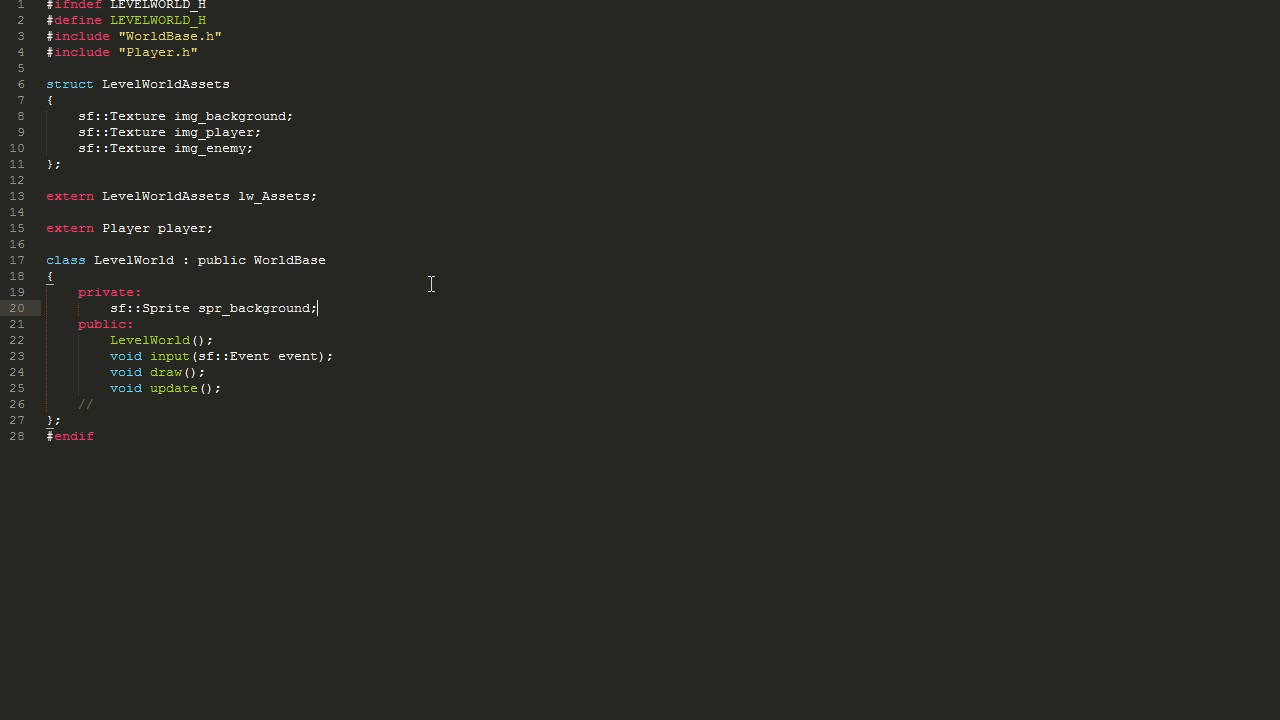 1 #ifndef LEVELWORLD_H
2 #define LEVELWORLD_H
3 #include "WorldBase.h"
4 #include "Player.h"
5
6 struct LevelWorldAssets
7 {
8 sf::Texture img_background;
9 sf::Texture img_player;
10 sf::Texture img_enemy;
11 };
12
13 extern LevelWorldAssets lw_Assets;
14
15 extern Player player;
16
17 class LevelWorld : public WorldBase
18 {
19 private:
20 sf::Sprite spr_background;
21 public:
22 LevelWorld();
23 void input(sf::Event event);
24 void draw();
25 void update();
26 //
27 };
28 #endif